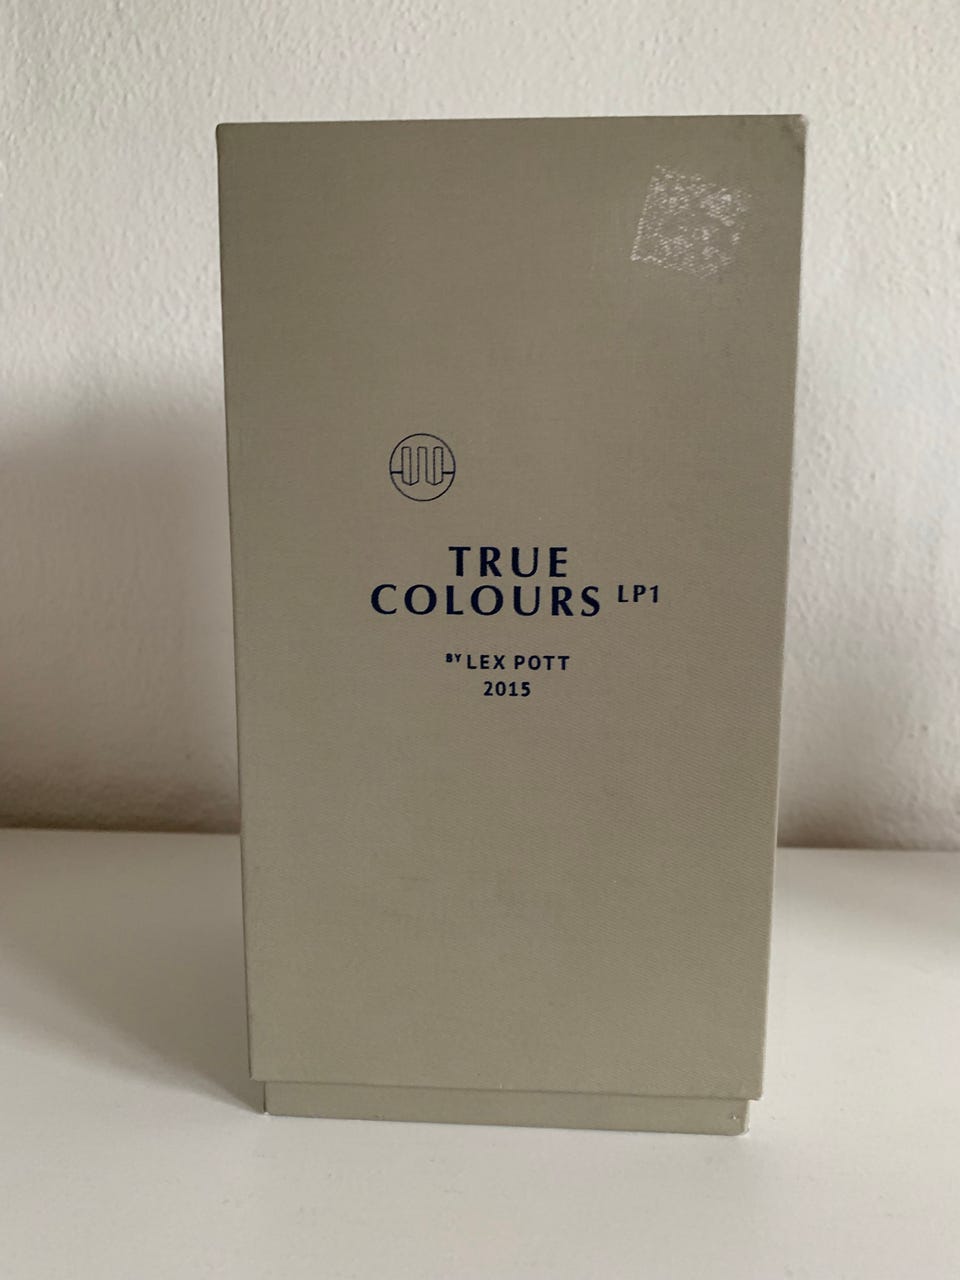 TRUE
COLOURS LP1
BY LEX POTT
2015